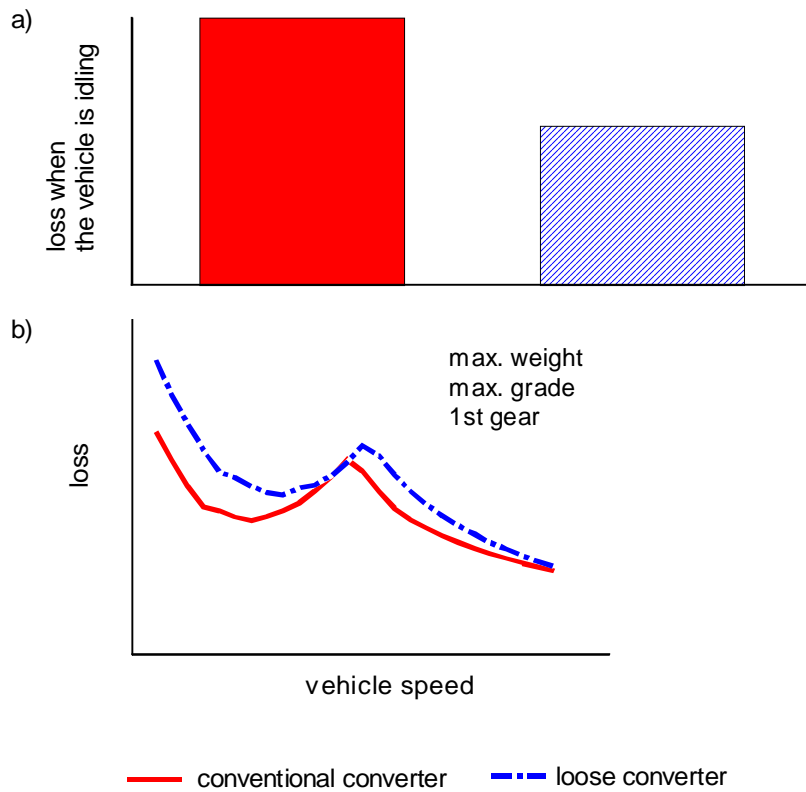 a)
loss when
the vehicle is idling
b)
max. weight
max. grade
1st gear
loss
vehicle speed
conventional converter
loose converter